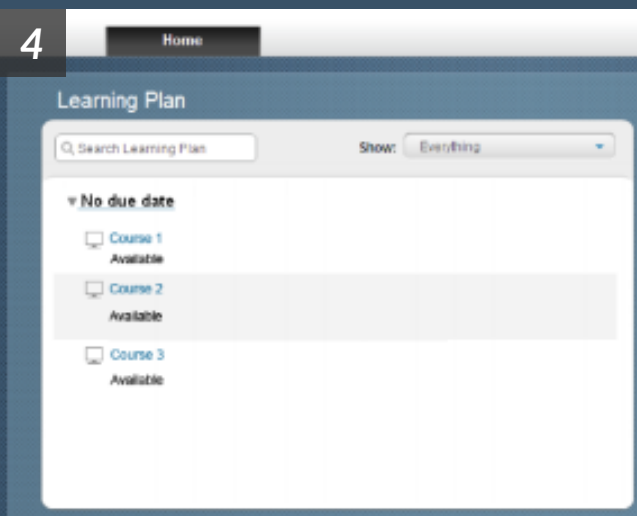 4
Home
Learning Plan
Search Learning Plan
Show: Everything
No due date
Course 1
Available
Course 2
Available
Course 3
Available